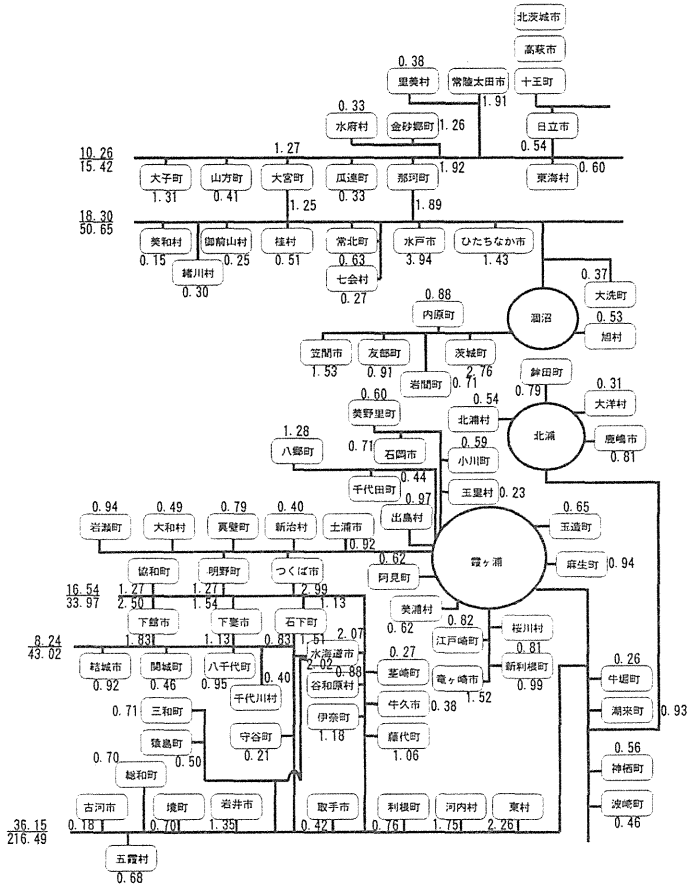 北茨城市
高萩市
0.38
里美村
常陸太田市
十王町
1.91
0.33
水府村
金砂郷町
1.26
日立市
0.54
10.26
15.42
1.27
1.92
0.60
大子町
山方町
大宮町
瓜連町
那珂町
東海村
1.31
0.41
0.33
1.25
1.89
18.30
50.65
美和村
御前山村
桂村
常北町
水戸市
ひたちなか市
0.15
0.25
0.51
0.63
3.94
1.43
緒川村
0.30
七会村
0.27
0.37
大洗町
0.88
内原町
涸沼
0.53
旭村
笠間市
友部町
茨城町
1.53
0.91
2.76
岩間町
0.71
鉾田町
0.79
0.60
美野里町
0.54
北浦村
0.31
大洋村
北浦
鹿嶋市
0.81
1.28
八郷町
0.71
石岡市
0.59
小川町
0.44
千代田町
玉里村
0.23
0.97
出島村
0.94
0.49
0.79
0.40
岩瀬町
大和村
真壁町
新治村
土浦市
0.92
0.65
玉造町
霞ヶ浦
麻生町
0.94
協和町
明野町
つくば市
0.62
阿見町
16.54
33.97
1.27
1.27
2.99
2.50
1.54
1.13
美浦村
0.62
下館市
下妻市
石下町
0.82
江戸崎町
桜川村
0.81
8.24
43.02
1.83
1.13
0.83
1.51
2.07
水海道市
2.02
新利根町
0.99
結城市
関城町
八千代町
0.92
0.46
0.95
0.40
千代川村
0.88
谷和原村
0.27
茎崎町
竜ヶ崎市
1.52
0.26
牛堀町
0.71
三和町
伊奈町
1.18
牛久市
0.38
潮来町
0.93
猿島町
0.50
守谷町
0.21
藤代町
1.06
0.70
総和町
0.56
神栖町
古河市
境町
岩井市
取手市
利根町
河内村
東村
波崎町
0.46
36.15
216.49
0.18
0.70
1.35
0.42
0.76
1.75
2.26
五霞村
0.68